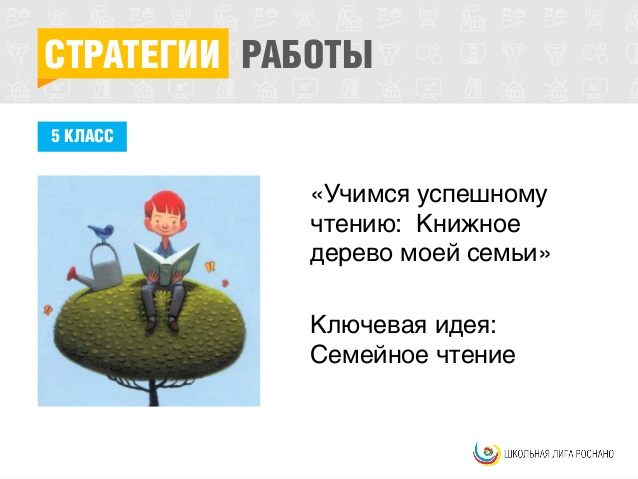 СТРАТЕГИИ РАБОТЫ
5 КЛАСС
«Учимся успешному
чтению: Книжное
дерево моей семьи»
Ключевая идея:
Семейное чтение
ШКОЛЬНАЯ ЛИГА РОСНАНО